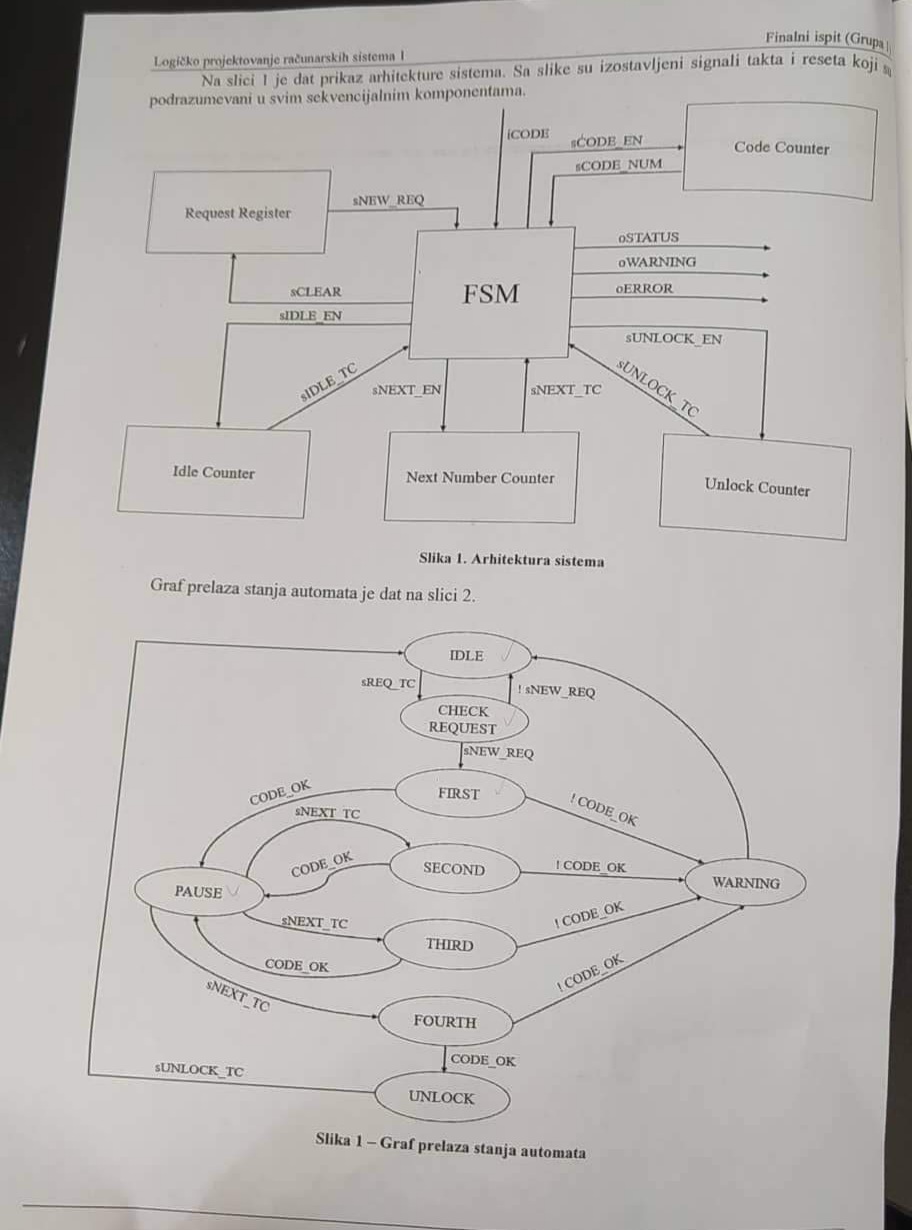 Logičko projektovanje računarskih sistema 1
Finalni ispit (Grupa
Na slici 1 je dat prikaz arhitekture sistema. Sa slike su izostavljeni signali takta i reseta koji su
podrazumevani u svim sekvencijalnim komponentama.
iCODE
sCODE_EN
sCODE_NUM
Code Counter
Request Register
sNEW_REQ
oSTATUS
oWARNING
oERROR
FSM
sCLEAR
sIDLE_EN
sUNLOCK_EN
sIDLE_TC
sNEXT_EN
sNEXT_TC
sUNLOCK_TC
Idle Counter
Next Number Counter
Unlock Counter
Slika 1. Arhitektura sistema
Graf prelaza stanja automata je dat na slici 2.
IDLE
sREQ_TC
! sNEW_REQ
CHECK
REQUEST
sNEW_REQ
CODE_OK
FIRST
! CODE_OK
sNEXT_TC
CODE_OK
SECOND
! CODE_OK
PAUSE
WARNING
sNEXT_TC
THIRD
! CODE_OK
CODE_OK
sNEXT_TC
FOURTH
! CODE_OK
CODE_OK
sUNLOCK_TC
UNLOCK
Slika 1 – Graf prelaza stanja automata